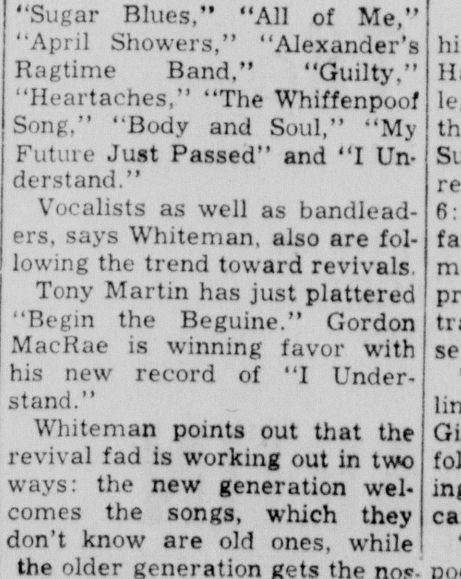 "Sugar Blues," "All of Me,"
"April Showers," "Alexander's
Ragtime Band," "Guilty,"
"Heartaches," "The Whiffenpoof
Song," "Body and Soul," "My
Future Just Passed" and "I Un-
derstand."
Vocalists as well as bandlead-
ers, says Whiteman, also are fol-
lowing the trend toward revivals.
Tony Martin has just plattered
"Begin the Beguine." Gordon
MacRae is winning favor with
his new record of "I Under-
stand."
Whiteman points out that the
revival fad is working out in two
ways: the new generation wel-
comes the songs, which they
don't know are old ones, while
the older generation gets the nos-